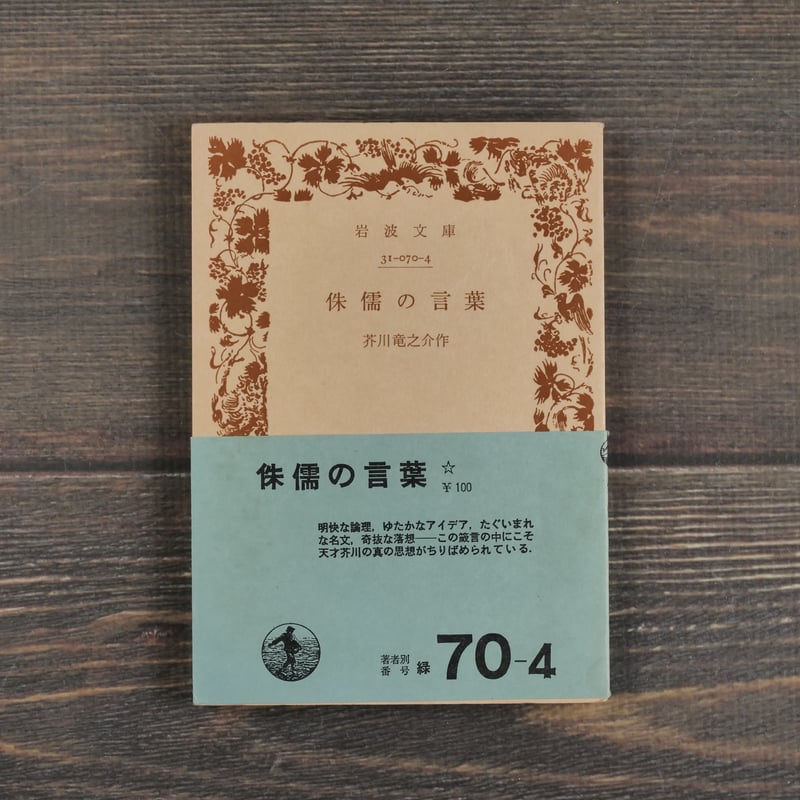 岩波文庫
31-070-4
侏儒の言葉
芥川竜之介作
侏儒の言葉 ☆
¥100
明快な論理，ゆたかなアイデア，たぐいまれ
な名文，奇抜な落想──この箴言の中にこそ
天才芥川の真の思想がちりばめられている．
著者別
番号 緑 70-4